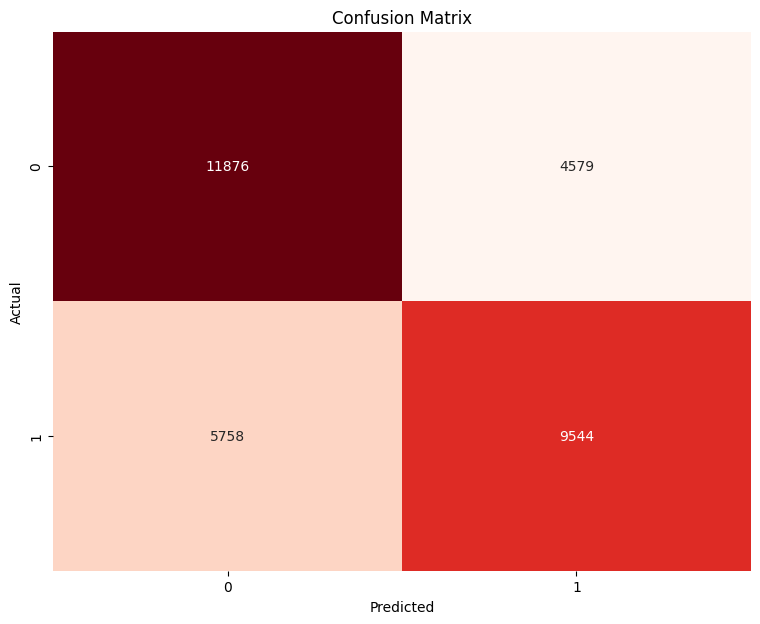 Confusion Matrix
Actual
0
11876
4579
1
5758
9544
0
1
Predicted